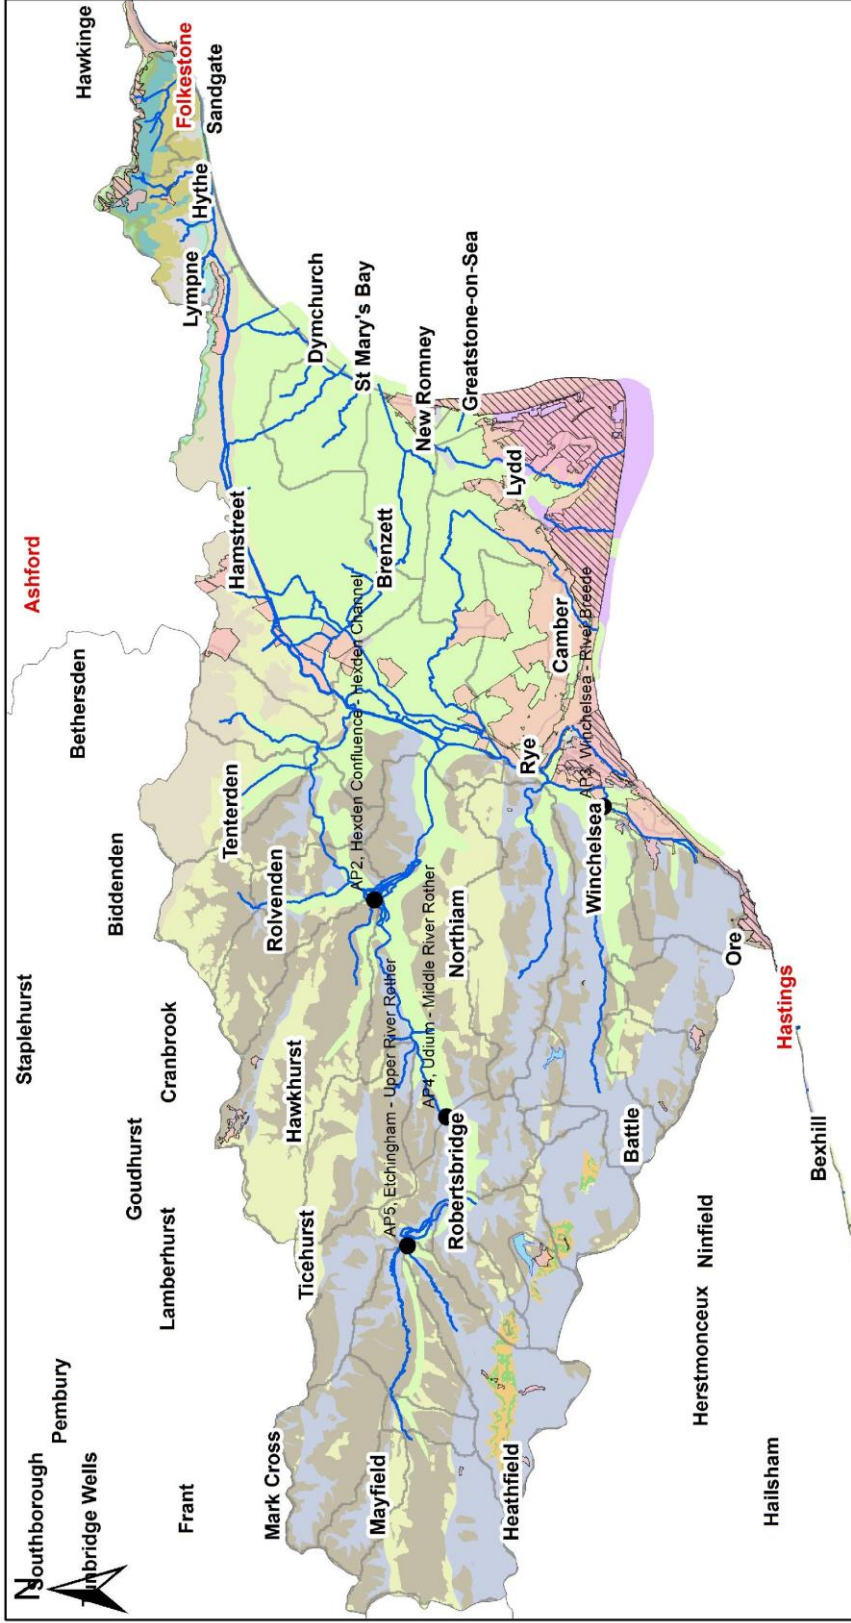 N
Southborough
Staplehurst
Ashford
Pembury
Tunbridge Wells
Bethersden
Hawkinge
Biddenden
Goudhurst
Lamberhurst
Cranbrook
Frant
Folkestone
Sandgate
Hythe
Lympne
Tenterden
Hamstreet
Rolvenden
Mark Cross
Ticehurst
Hawkhurst
Dymchurch
St Mary's Bay
AP2, Hexden Confluence - Hexden Channel
Brenzett
Mayfield
AP5, Etchingham - Upper River Rother
AP4, Udiam - Middle River Rother
New Romney
Robertsbridge
Northiam
Greatstone-on-Sea
Heathfield
Rye
Lydd
Camber
AP3, Winchelsea - River Breede
Winchelsea
Battle
Ore
Herstmonceux
Ninfield
Hailsham
Hastings
Bexhill